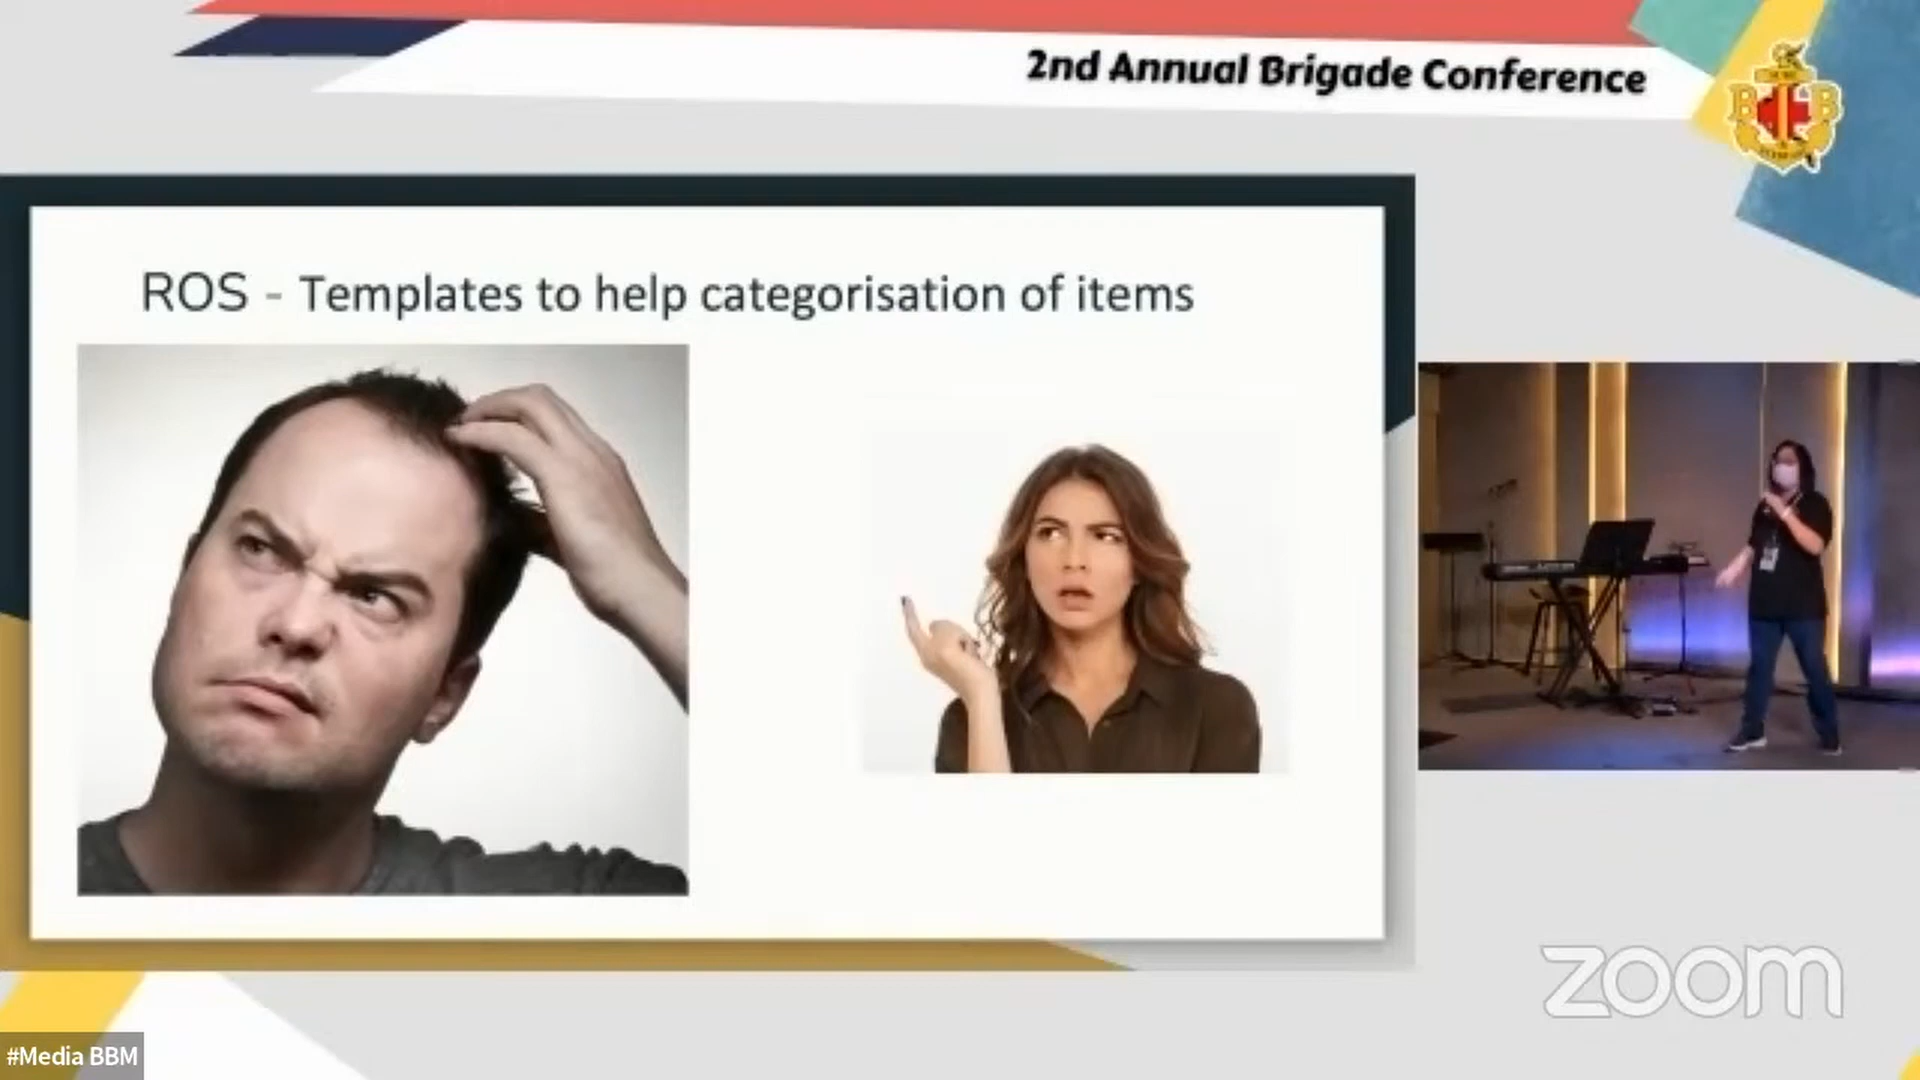 2nd Annual Brigade Conference
B B
ROS - Templates to help categorisation of items
zoom
#Media BBM